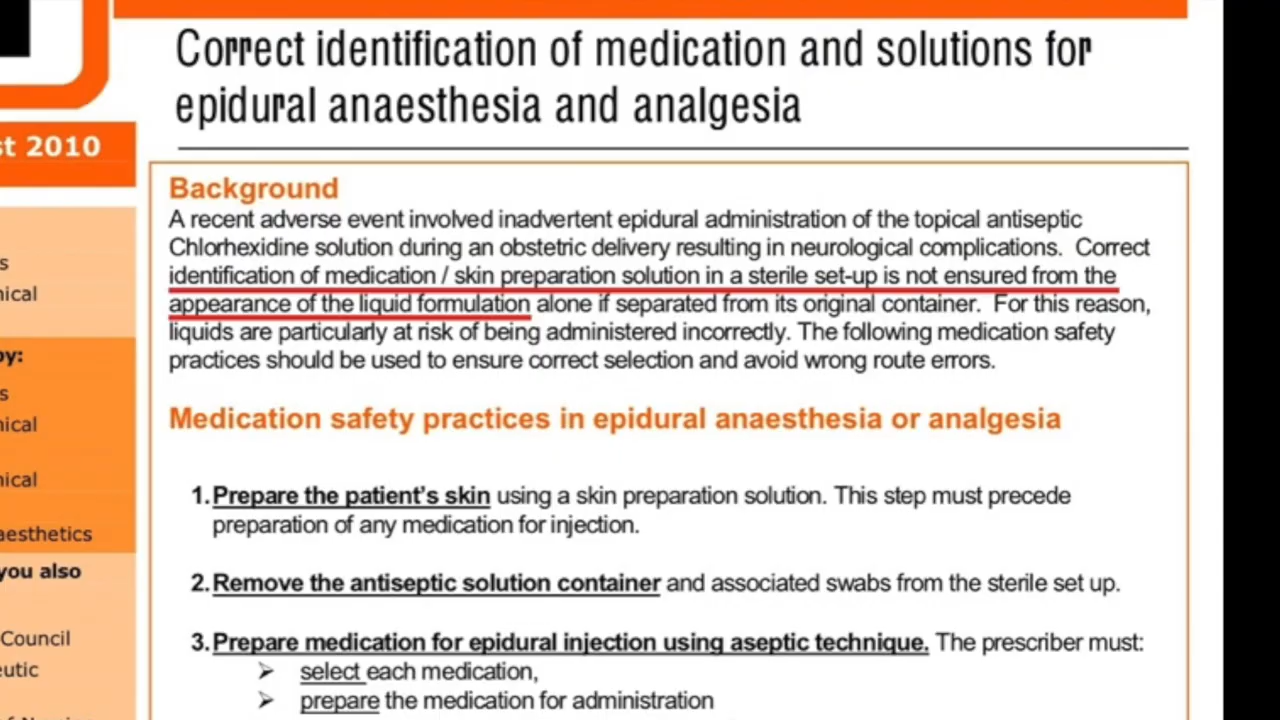 Correct identification of medication and solutions for
epidural anaesthesia and analgesia
st 2010
s
nical
by:
s
nical
nical
aesthetics
you also
Council
eutic
Background
A recent adverse event involved inadvertent epidural administration of the topical antiseptic
Chlorhexidine solution during an obstetric delivery resulting in neurological complications. Correct
identification of medication / skin preparation solution in a sterile set-up is not ensured from the
appearance of the liquid formulation alone if separated from its original container. For this reason,
liquids are particularly at risk of being administered incorrectly. The following medication safety
practices should be used to ensure correct selection and avoid wrong route errors.
Medication safety practices in epidural anaesthesia or analgesia
1. Prepare the patient's skin using a skin preparation solution. This step must precede
preparation of any medication for injection.
2. Remove the antiseptic solution container and associated swabs from the sterile set up.
3. Prepare medication for epidural injection using aseptic technique. The prescriber must:
➢ select each medication,
➢ prepare the medication for administration